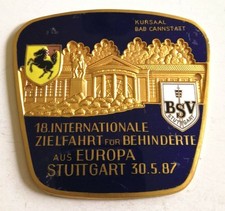 KURSAAL
BAD CANNSTATT
BSV
STUTTGART
18. INTERNATIONALE
ZIELFAHRT FÜR BEHINDERTE
AUS EUROPA
STUTTGART 30.5.87